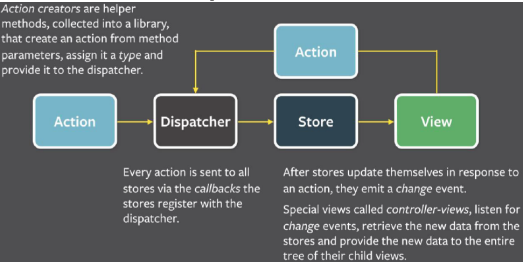 Action creators are helper
methods, collected into a library,
that create an action from method
parameters, assign it a type and
provide it to the dispatcher.
Action
Action
Dispatcher
Store
View
Every action is sent to all
stores via the callbacks the
stores register with the
dispatcher.
After stores update themselves in response to
an action, they emit a change event.
Special views called controller-views, listen for
change events, retrieve the new data from the
stores and provide the new data to the entire
tree of their child views.